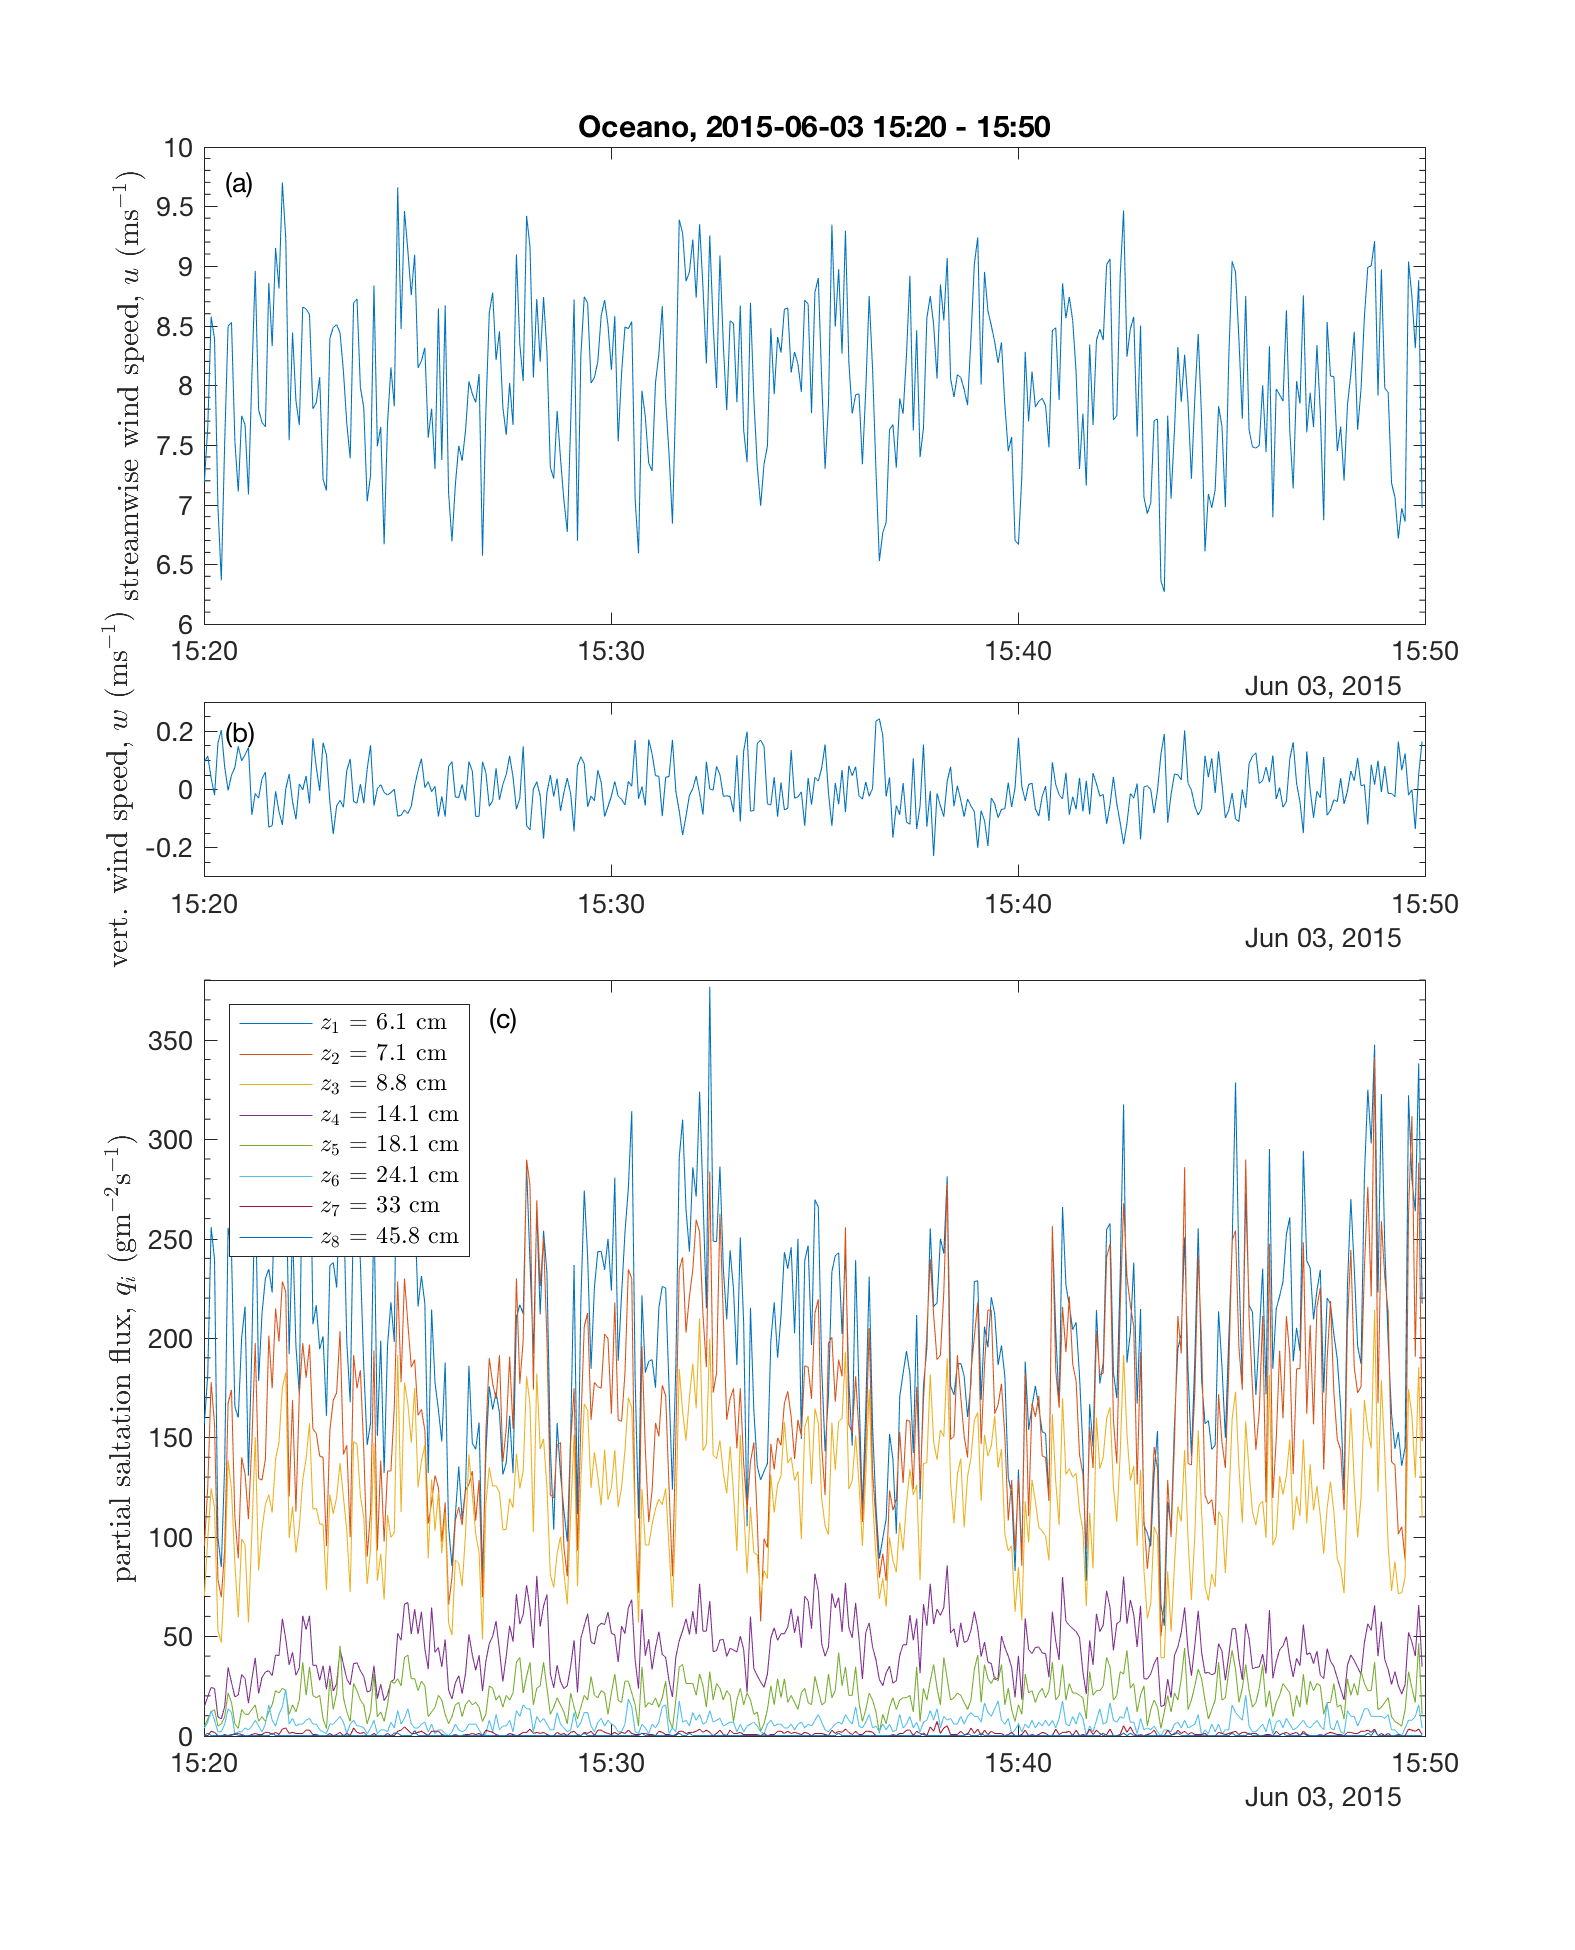 Oceano, 2015-06-03 15:20 - 15:50
(a)
streamwise wind speed, u (ms⁻¹)
10
9.5
9
8.5
8
7.5
7
6.5
6
15:20 15:30 15:40 15:50
Jun 03, 2015
(b)
vert. wind speed, w (ms⁻¹)
0.2
0
-0.2
15:20 15:30 15:40 15:50
Jun 03, 2015
(c)
partial saltation flux, qᵢ (gm⁻²s⁻¹)
z₁ = 6.1 cm
z₂ = 7.1 cm
z₃ = 8.8 cm
z₄ = 14.1 cm
z₅ = 18.1 cm
z₆ = 24.1 cm
z₇ = 33 cm
z₈ = 45.8 cm
350
300
250
200
150
100
50
0
15:20 15:30 15:40 15:50
Jun 03, 2015